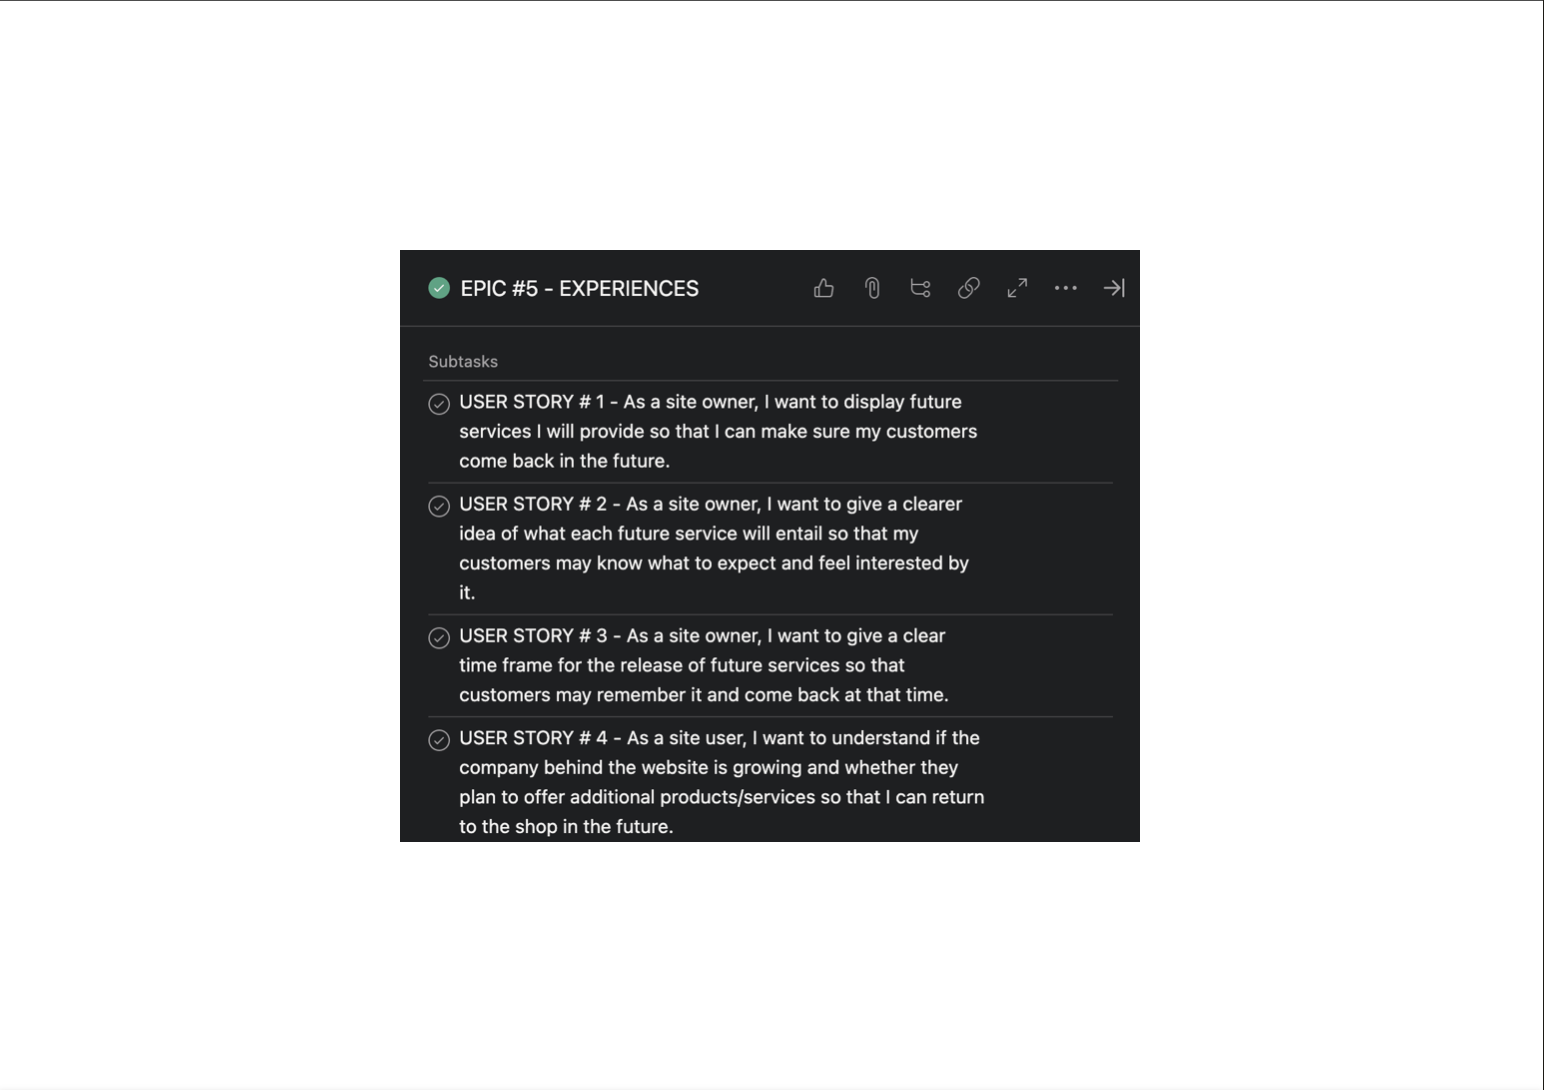 EPIC #5 - EXPERIENCES
Subtasks
USER STORY # 1 - As a site owner, I want to display future
services I will provide so that I can make sure my customers
come back in the future.
USER STORY # 2 - As a site owner, I want to give a clearer
idea of what each future service will entail so that my
customers may know what to expect and feel interested by
it.
USER STORY # 3 - As a site owner, I want to give a clear
time frame for the release of future services so that
customers may remember it and come back at that time.
USER STORY # 4 - As a site user, I want to understand if the
company behind the website is growing and whether they
plan to offer additional products/services so that I can return
to the shop in the future.